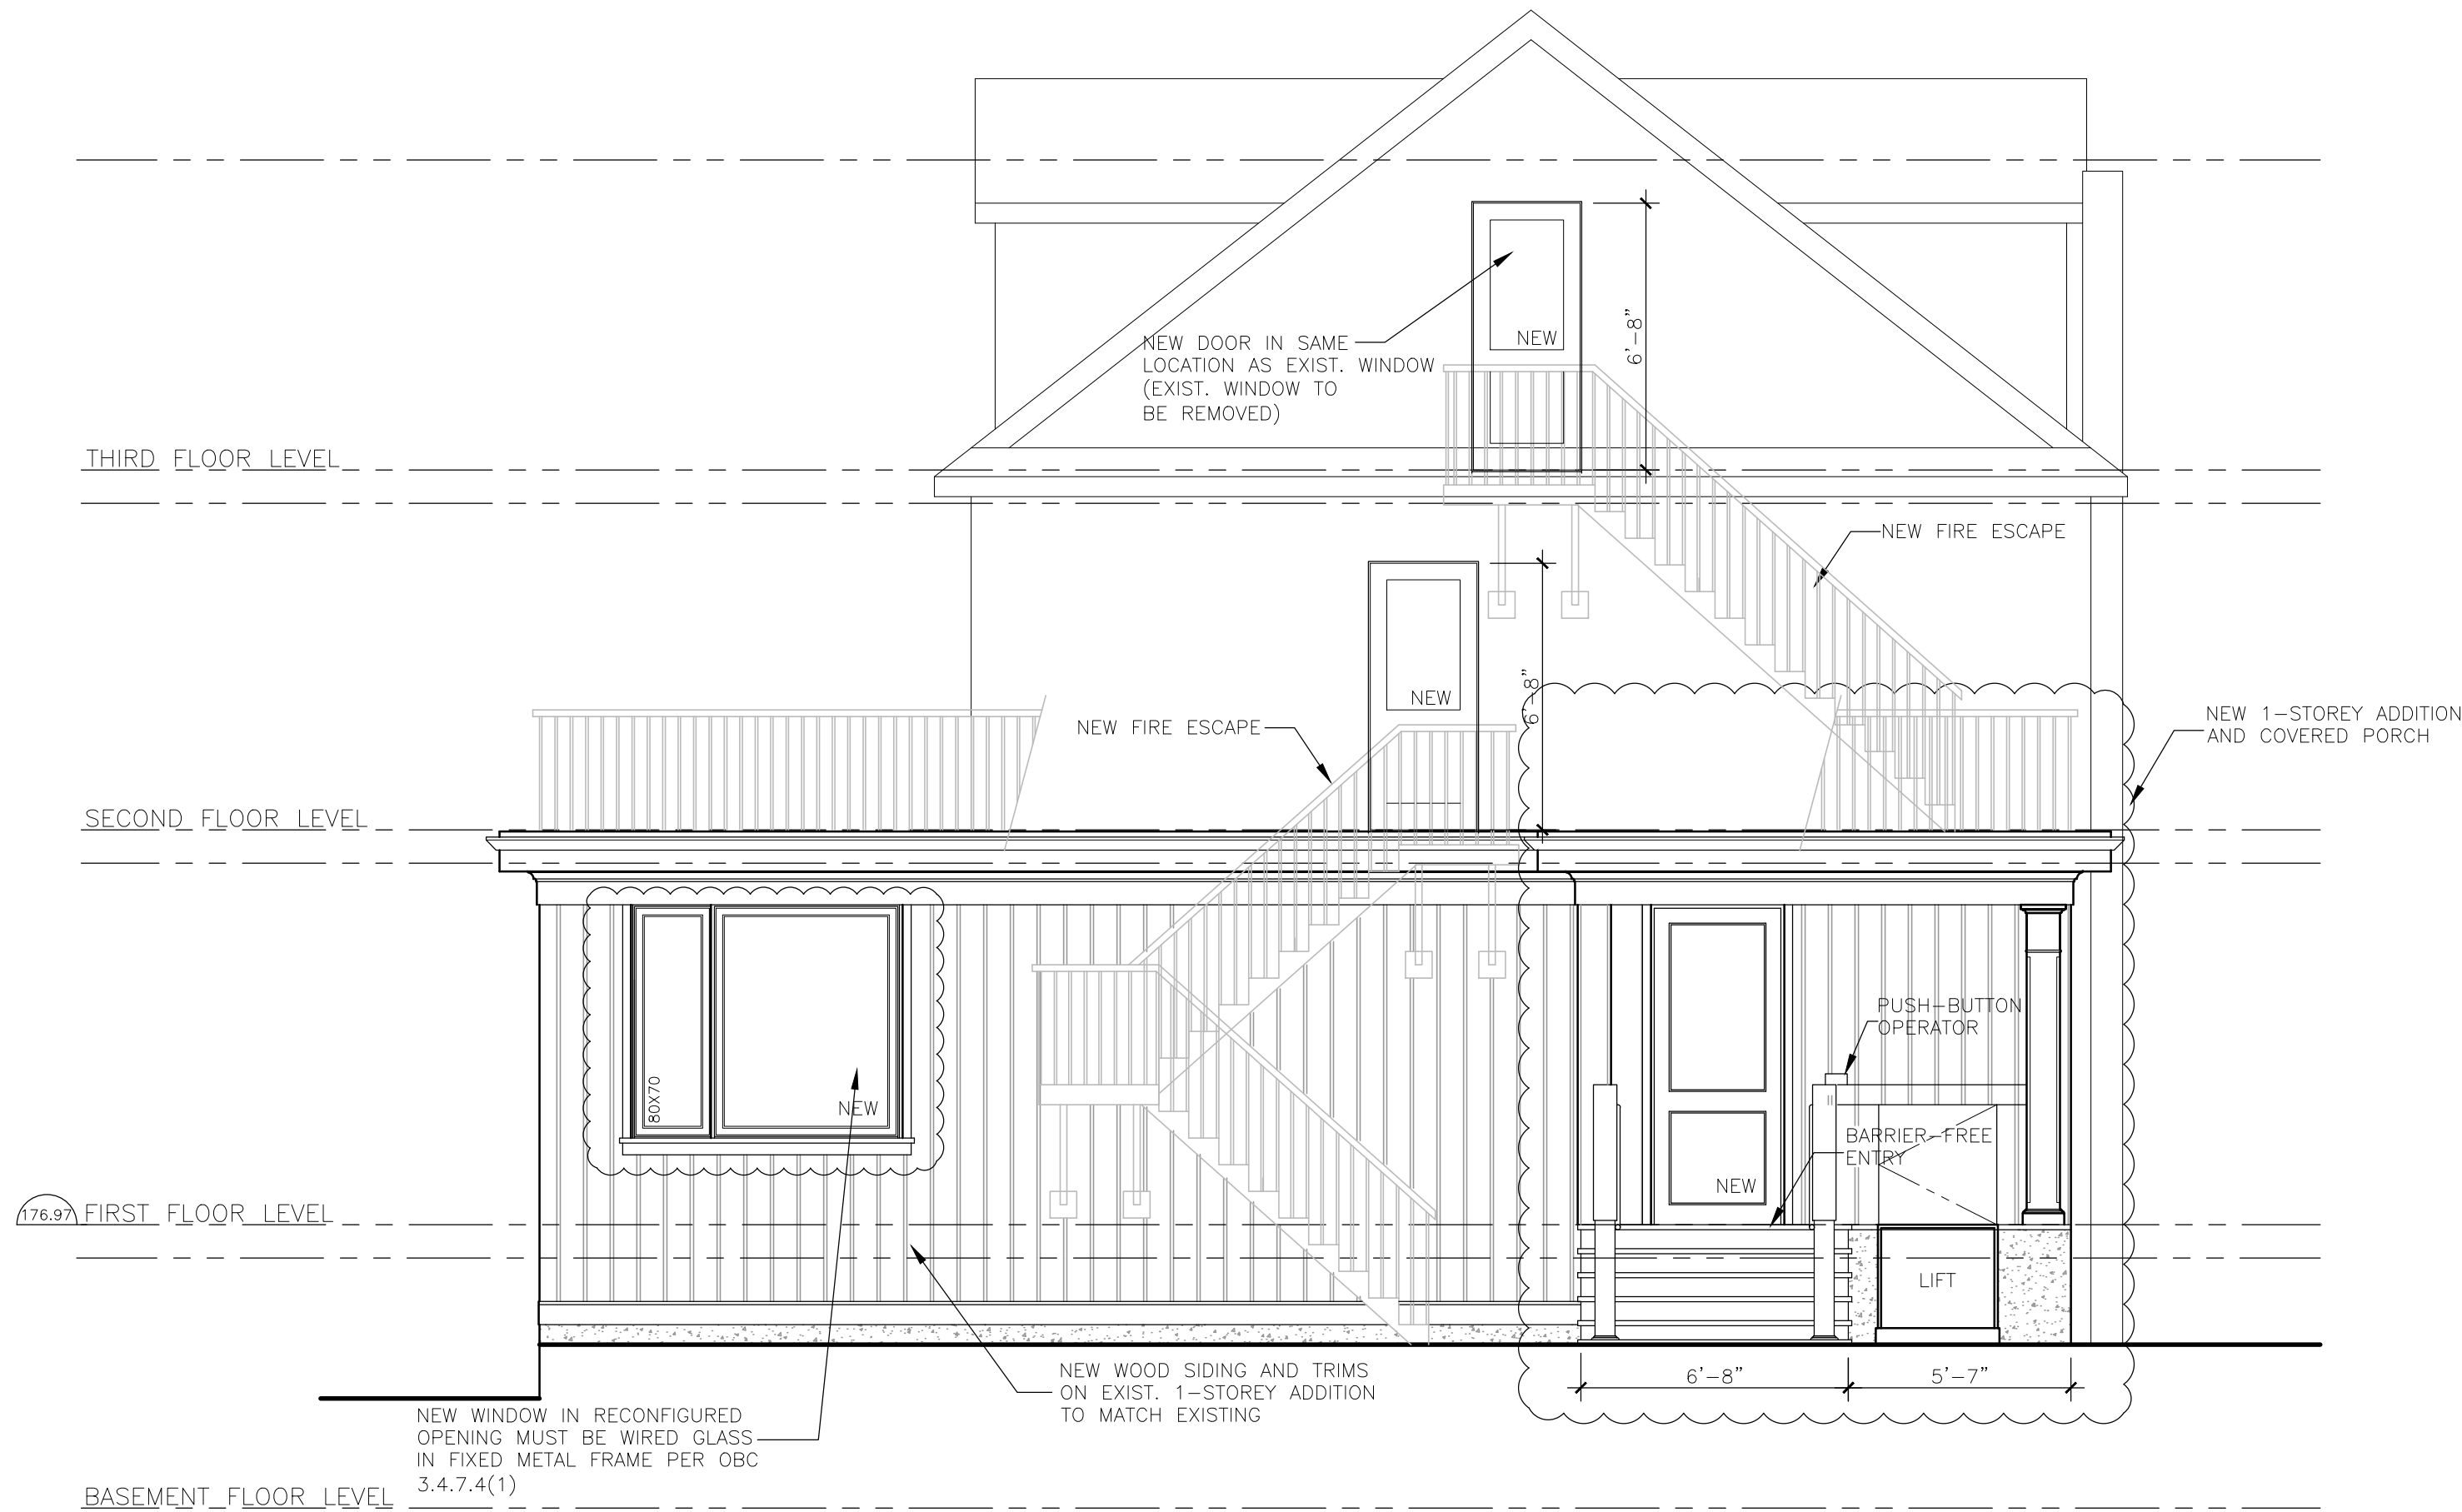 NEW DOOR IN SAME
LOCATION AS EXIST. WINDOW
(EXIST. WINDOW TO
BE REMOVED)
NEW
6'-8"
THIRD FLOOR LEVEL
NEW FIRE ESCAPE
NEW
6'-8"
NEW FIRE ESCAPE
NEW 1-STOREY ADDITION
AND COVERED PORCH
SECOND FLOOR LEVEL
PUSH-BUTTON
OPERATOR
80X70
NEW
BARRIER-FREE
ENTRY
NEW
176.97
FIRST FLOOR LEVEL
LIFT
6'-8"
5'-7"
NEW WOOD SIDING AND TRIMS
ON EXIST. 1-STOREY ADDITION
TO MATCH EXISTING
NEW WINDOW IN RECONFIGURED
OPENING MUST BE WIRED GLASS
IN FIXED METAL FRAME PER OBC
3.4.7.4(1)
BASEMENT FLOOR LEVEL